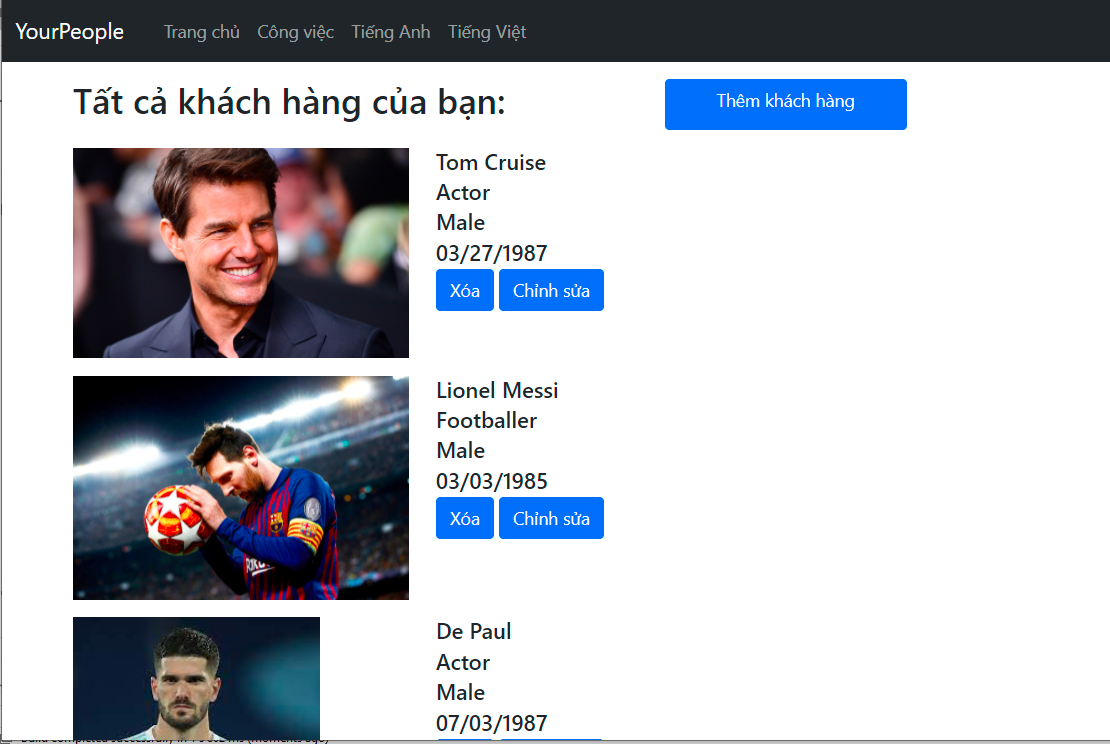 YourPeople Trang chủ Công việc Tiếng Anh Tiếng Việt
Tất cả khách hàng của bạn:
Thêm khách hàng
Tom Cruise
Actor
Male
03/27/1987
Xóa Chỉnh sửa
Lionel Messi
Footballer
Male
03/03/1985
Xóa Chỉnh sửa
De Paul
Actor
Male
07/03/1987